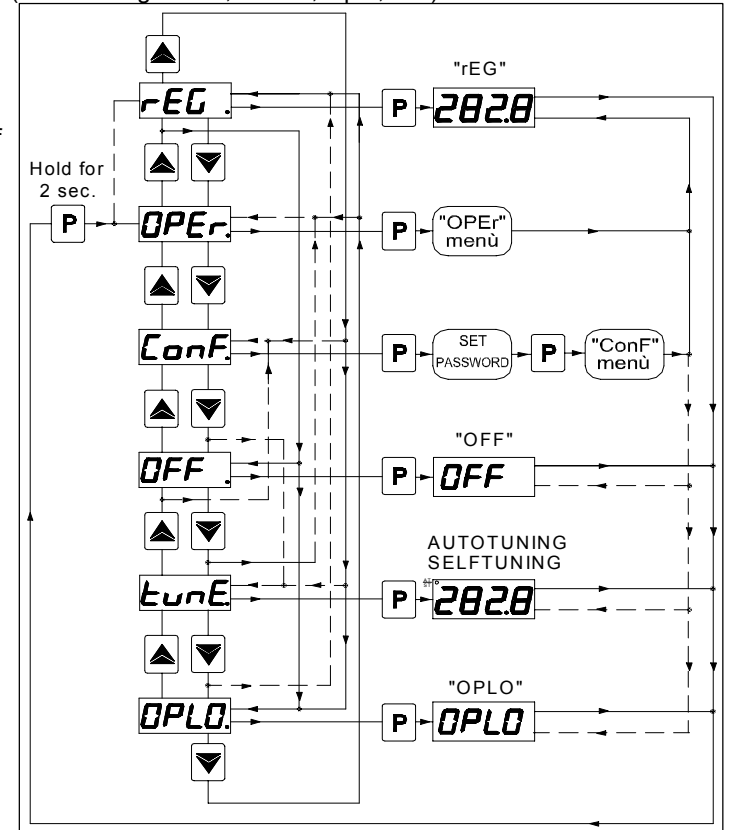 "rEG"
rEG .
P
282.8
Hold for
2 sec.
P
OPEr.
P
"OPEr"
menù
ConF.
P
SET
PASSWORD
P
"ConF"
menù
"OFF"
OFF .
P
OFF
AUTOTUNING
SELFTUNING
tunE.
P
282.8
"OPLO"
OPLO.
P
OPLO